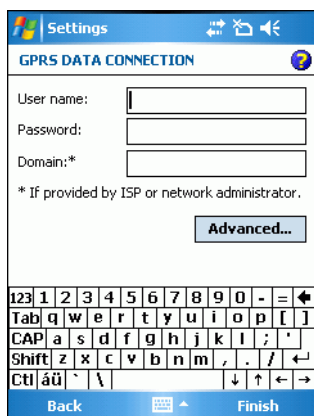 Settings
GPRS DATA CONNECTION
?
User name:
Password:
Domain:*
* If provided by ISP or network administrator.
Advanced...
123 1 2 3 4 5 6 7 8 9 0 - = 🡄
Tab q w e r t y u i o p [ ]
CAP a s d f g h j k l ; '
Shift z x c v b n m , . / ↵
Ctl áü ` \ ↓ ↑ ← →
Back Finish